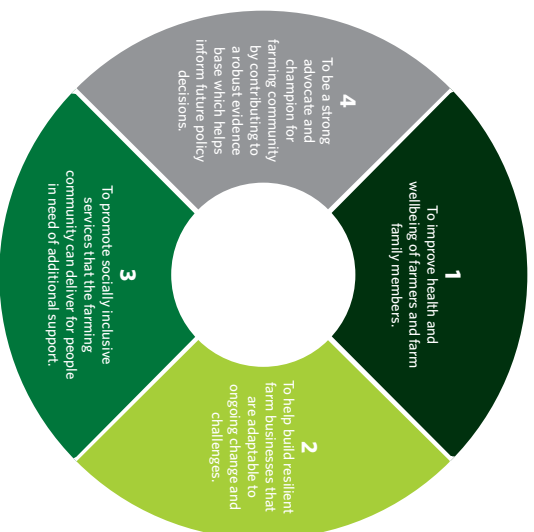 1
To improve health and
wellbeing of farmers and farm
family members.
2
To help build resilient
farm businesses that
are adaptable to
ongoing change and
challenges.
3
To promote socially inclusive
services that the farming
community can deliver for people
in need of additional support.
4
To be a strong
advocate and
champion for
farming community
by contributing to
a robust evidence
base which helps
inform future policy
decisions.